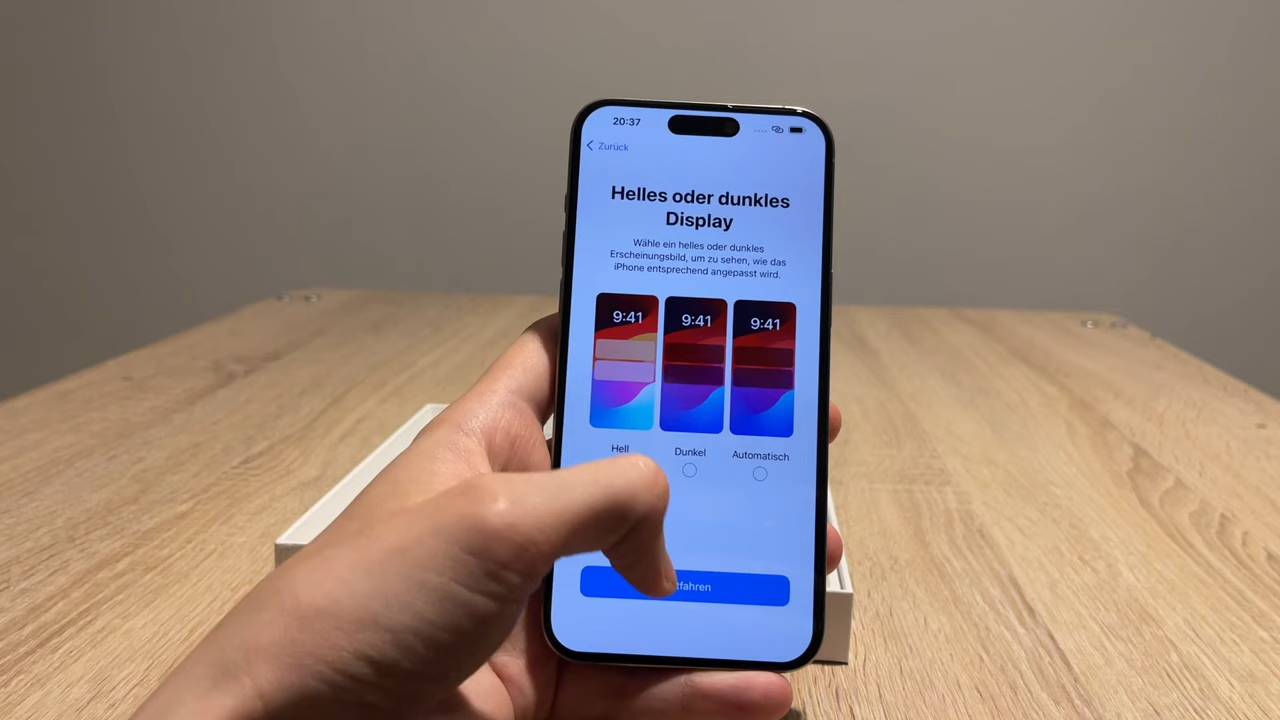 20:37
Zurück
Helles oder dunkles
Display
Wähle ein helles oder dunkles
Erscheinungsbild, um zu sehen, wie das
iPhone entsprechend angepasst wird.
9:41 9:41 9:41
Hell Dunkel Automatisch